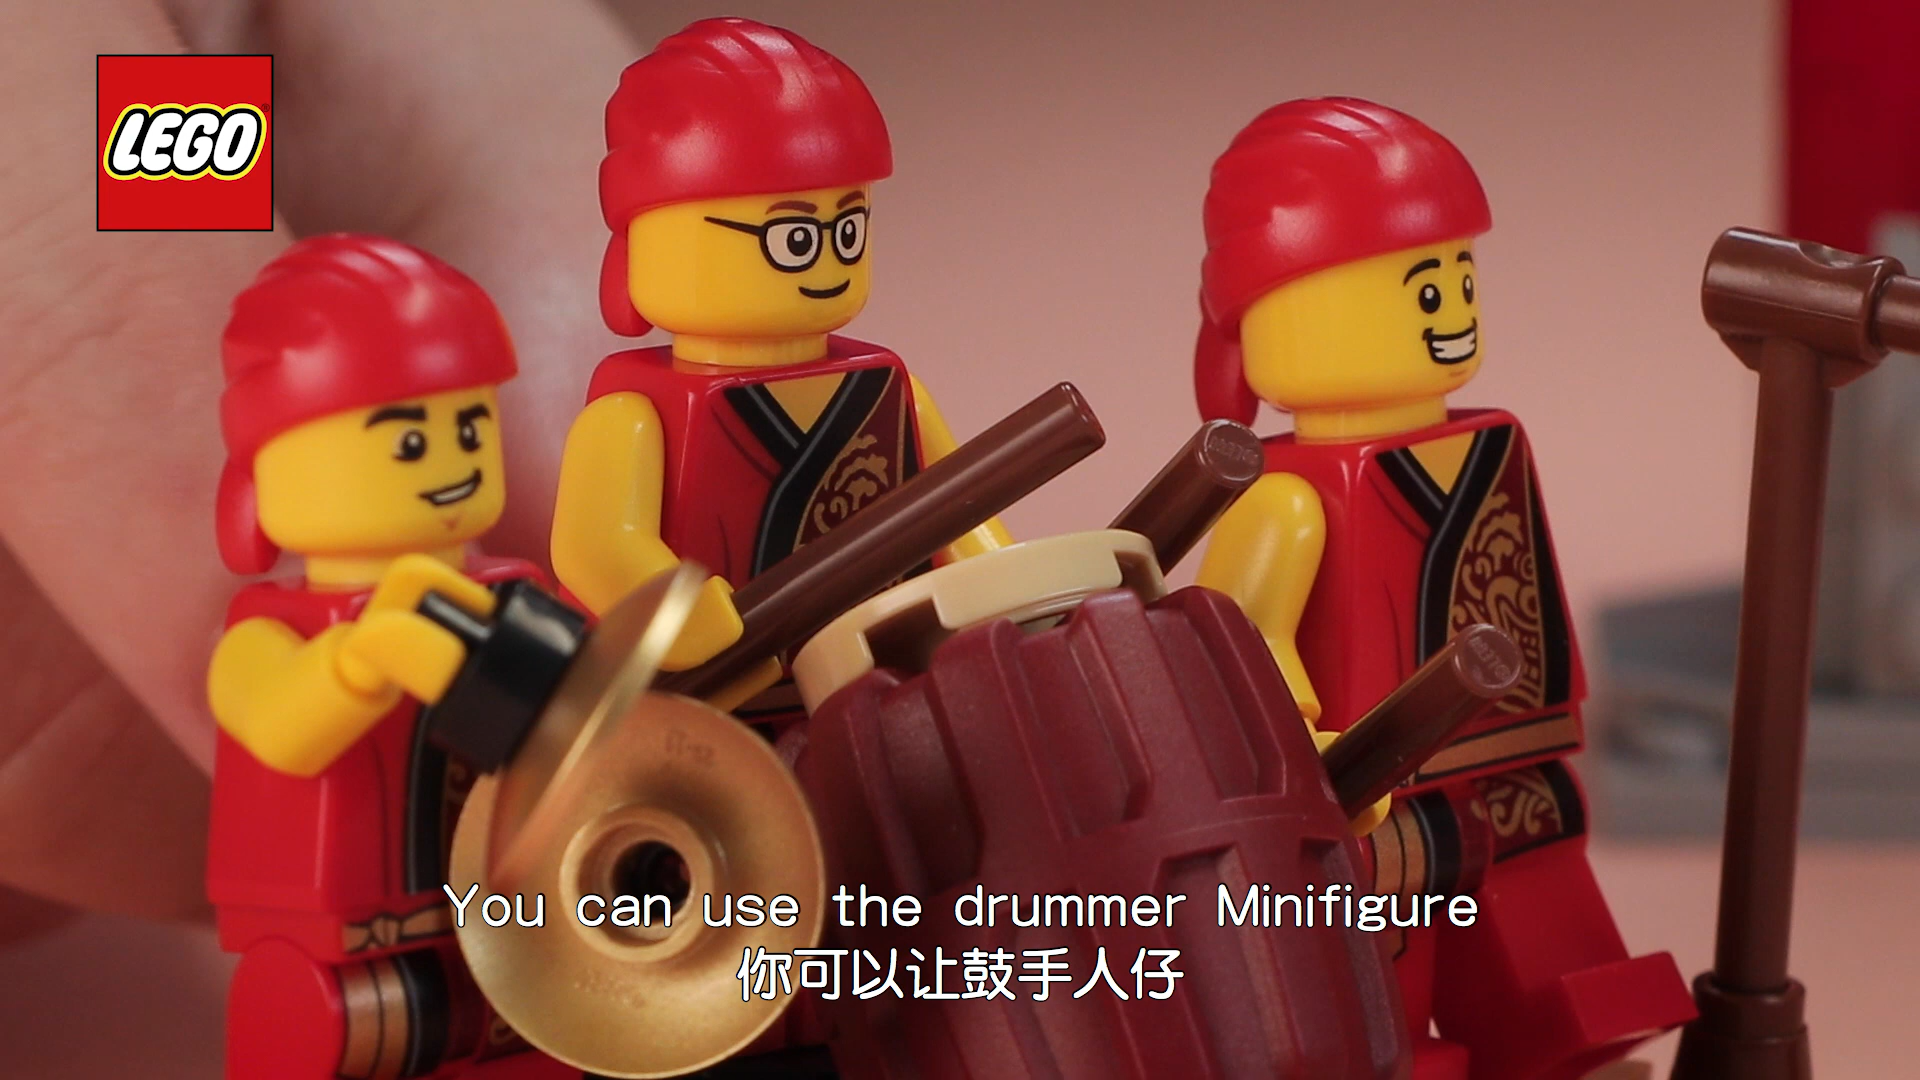 LEGO
You can use the drummer Minifigure
你可以让鼓手人仔